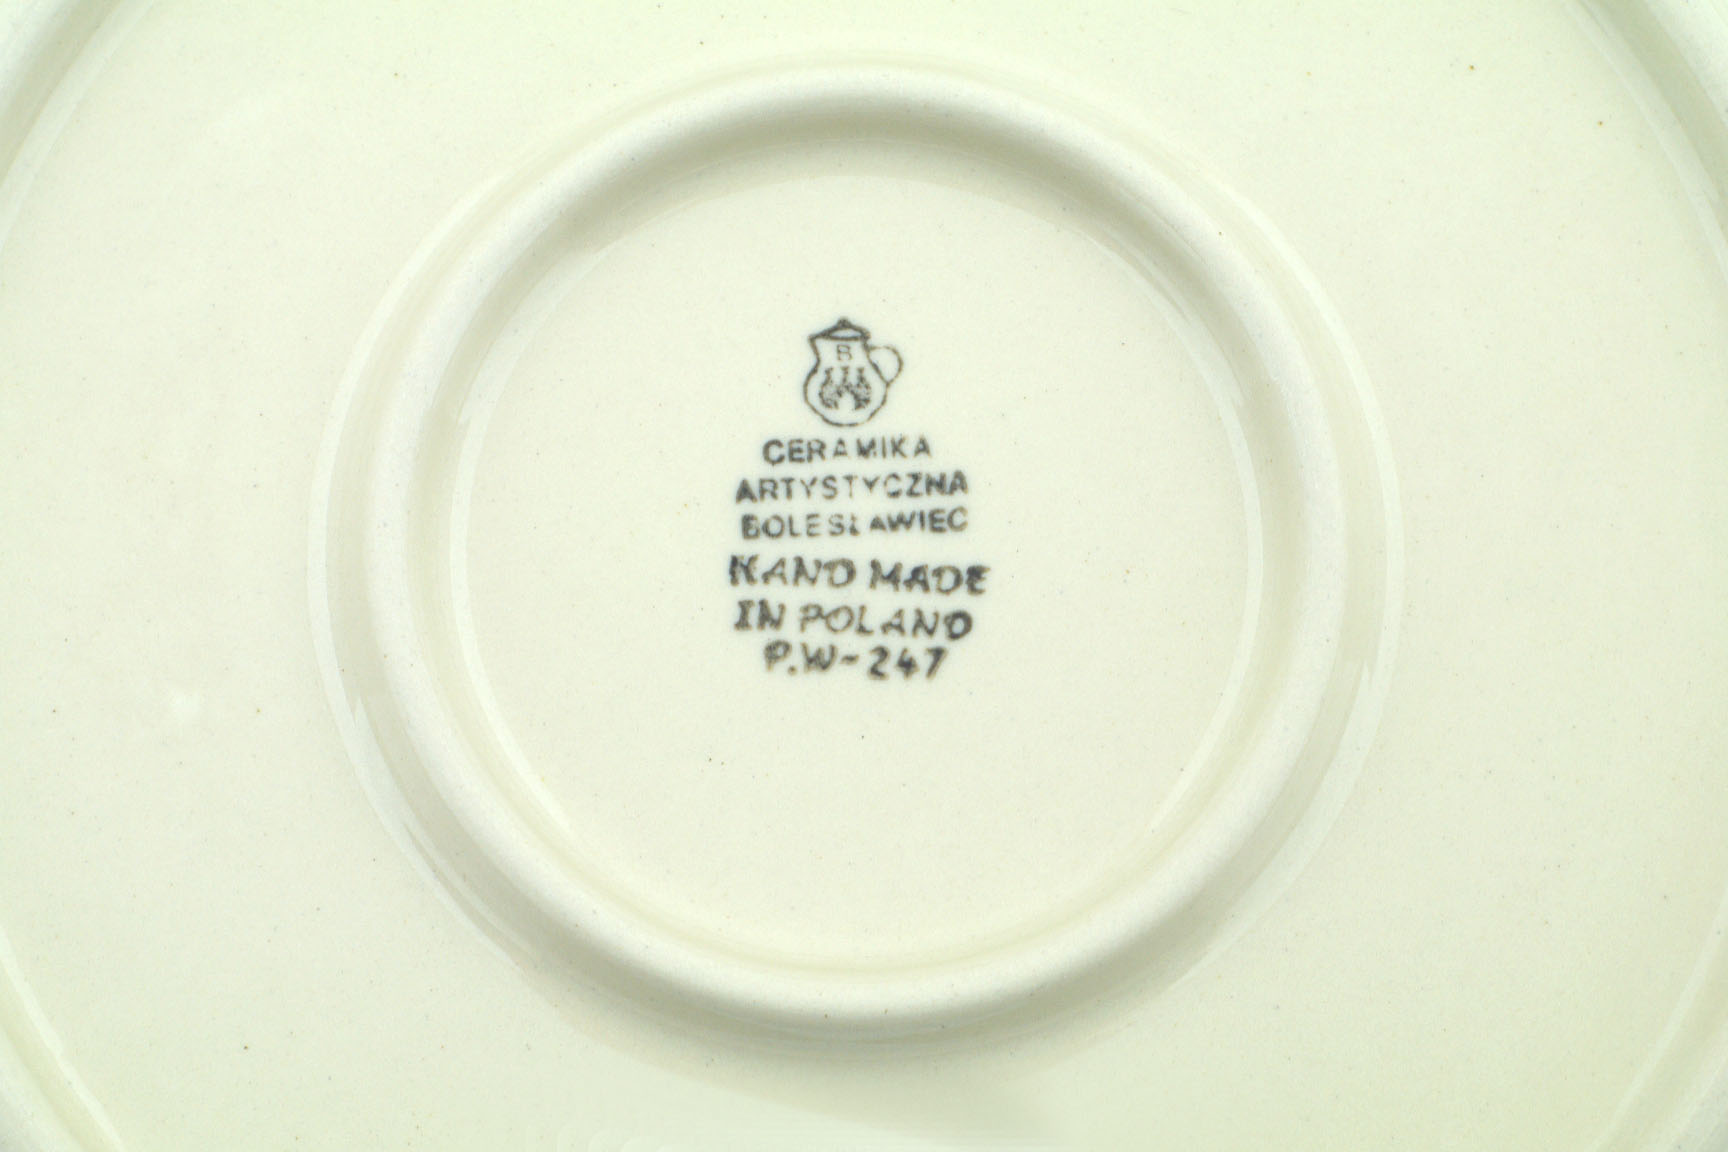 B
CERAMIKA
ARTYSTYCZNA
BOLESŁAWIEC
HAND MADE
IN POLAND
P.W-247